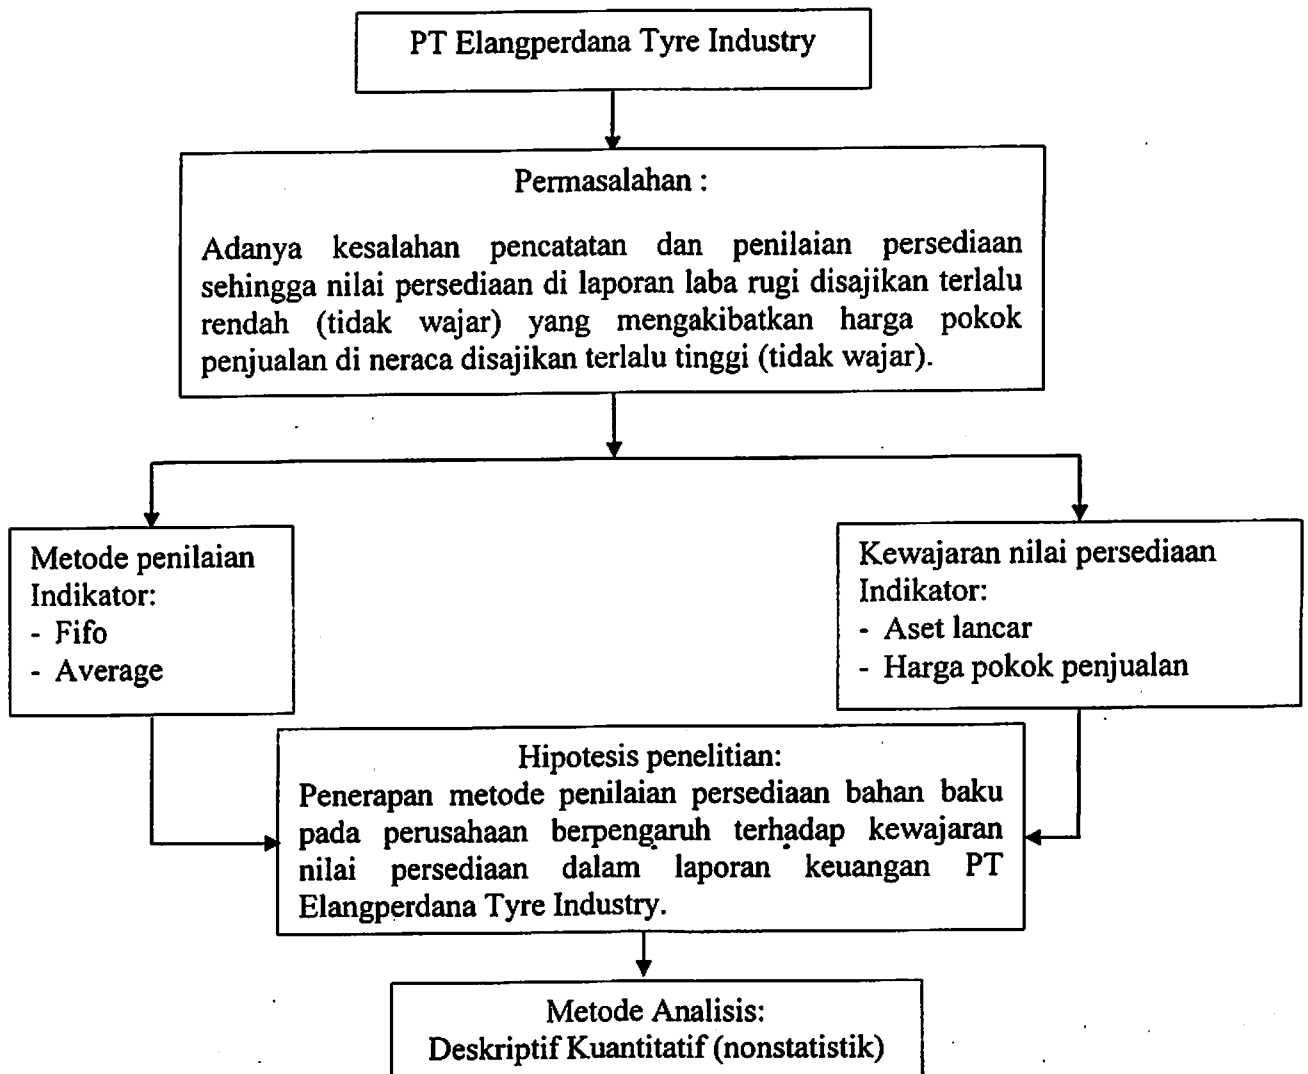 PT Elangperdana Tyre Industry
Permasalahan :
Adanya kesalahan pencatatan dan penilaian persediaan
sehingga nilai persediaan di laporan laba rugi disajikan terlalu
rendah (tidak wajar) yang mengakibatkan harga pokok
penjualan di neraca disajikan terlalu tinggi (tidak wajar).
Metode penilaian
Indikator:
- Fifo
- Average
Kewajaran nilai persediaan
Indikator:
- Aset lancar
- Harga pokok penjualan
Hipotesis penelitian:
Penerapan metode penilaian persediaan bahan baku
pada perusahaan berpengaruh terhadap kewajaran
nilai persediaan dalam laporan keuangan PT
Elangperdana Tyre Industry.
Metode Analisis:
Deskriptif Kuantitatif (nonstatistik)